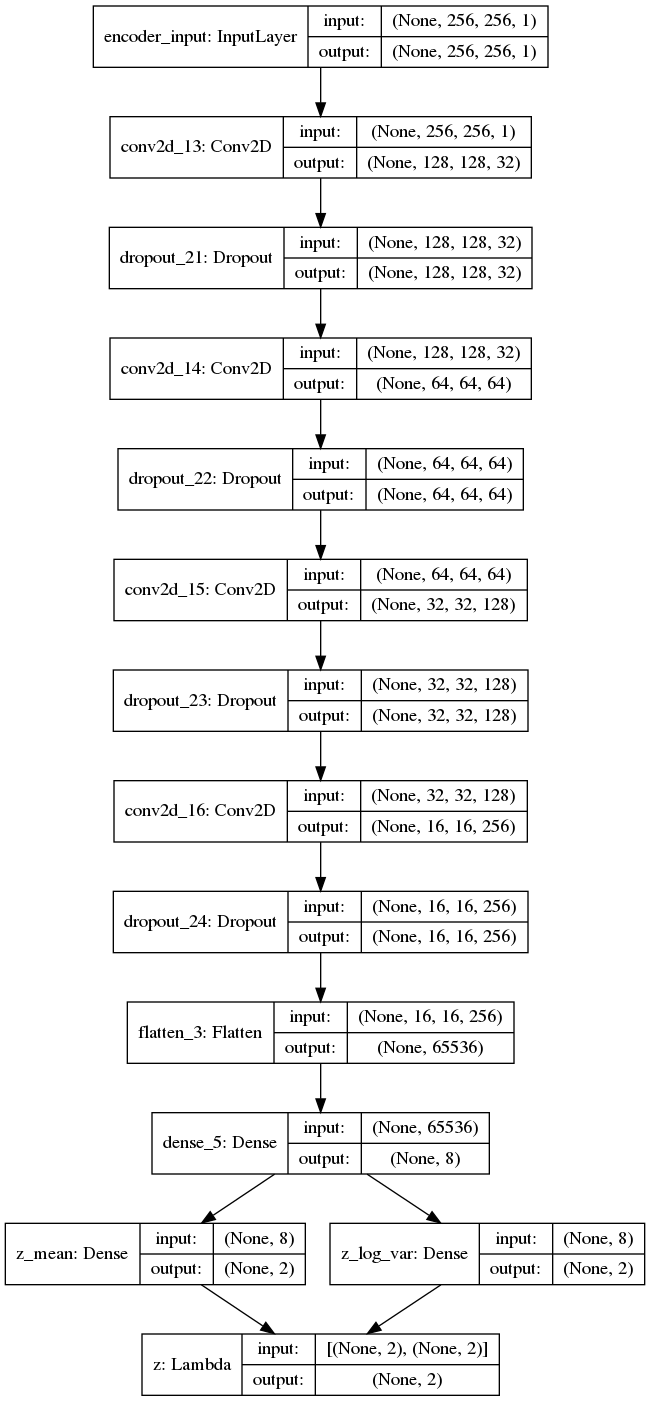 encoder_input: InputLayer
input: (None, 256, 256, 1)
output: (None, 256, 256, 1)
conv2d_13: Conv2D
input: (None, 256, 256, 1)
output: (None, 128, 128, 32)
dropout_21: Dropout
input: (None, 128, 128, 32)
output: (None, 128, 128, 32)
conv2d_14: Conv2D
input: (None, 128, 128, 32)
output: (None, 64, 64, 64)
dropout_22: Dropout
input: (None, 64, 64, 64)
output: (None, 64, 64, 64)
conv2d_15: Conv2D
input: (None, 64, 64, 64)
output: (None, 32, 32, 128)
dropout_23: Dropout
input: (None, 32, 32, 128)
output: (None, 32, 32, 128)
conv2d_16: Conv2D
input: (None, 32, 32, 128)
output: (None, 16, 16, 256)
dropout_24: Dropout
input: (None, 16, 16, 256)
output: (None, 16, 16, 256)
flatten_3: Flatten
input: (None, 16, 16, 256)
output: (None, 65536)
dense_5: Dense
input: (None, 65536)
output: (None, 8)
z_mean: Dense
input: (None, 8)
output: (None, 2)
z_log_var: Dense
input: (None, 8)
output: (None, 2)
z: Lambda
input: [(None, 2), (None, 2)]
output: (None, 2)